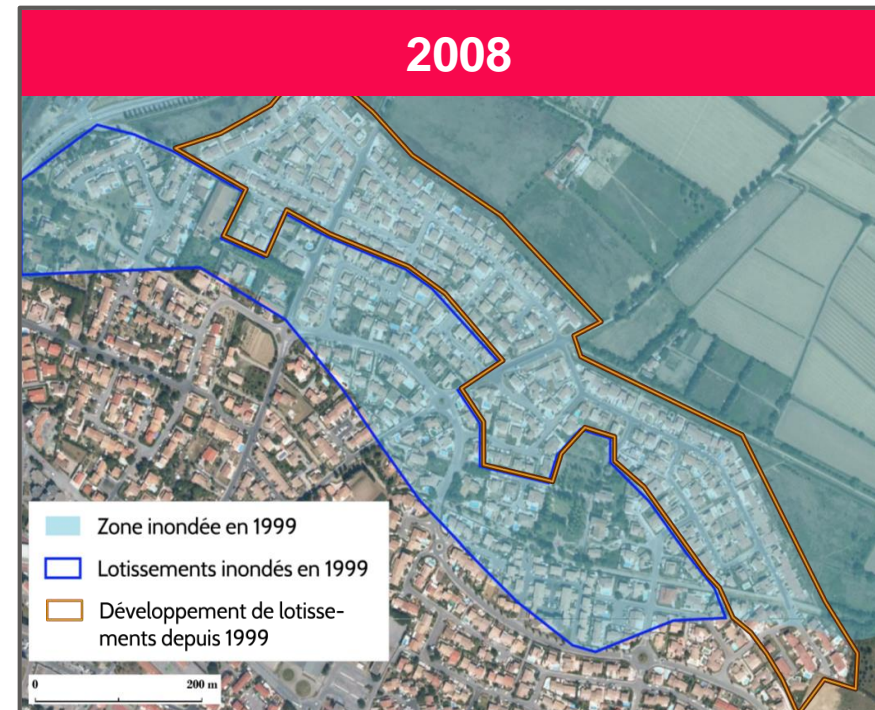 2008
Zone inondée en 1999
Lotissements inondés en 1999
Développement de lotisse-
ments depuis 1999
0 200 m